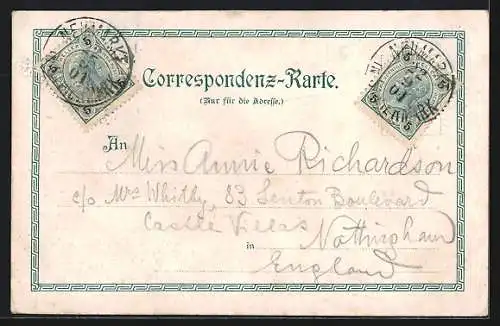 NEUMARKT
Correspondenz-Karte.
(Nur für die Adresse.)
An
Miss Annie Richardson
c/o Mrs Whitby, 83 Lenton Boulevard
Castle Villas
in
Nottingham
England